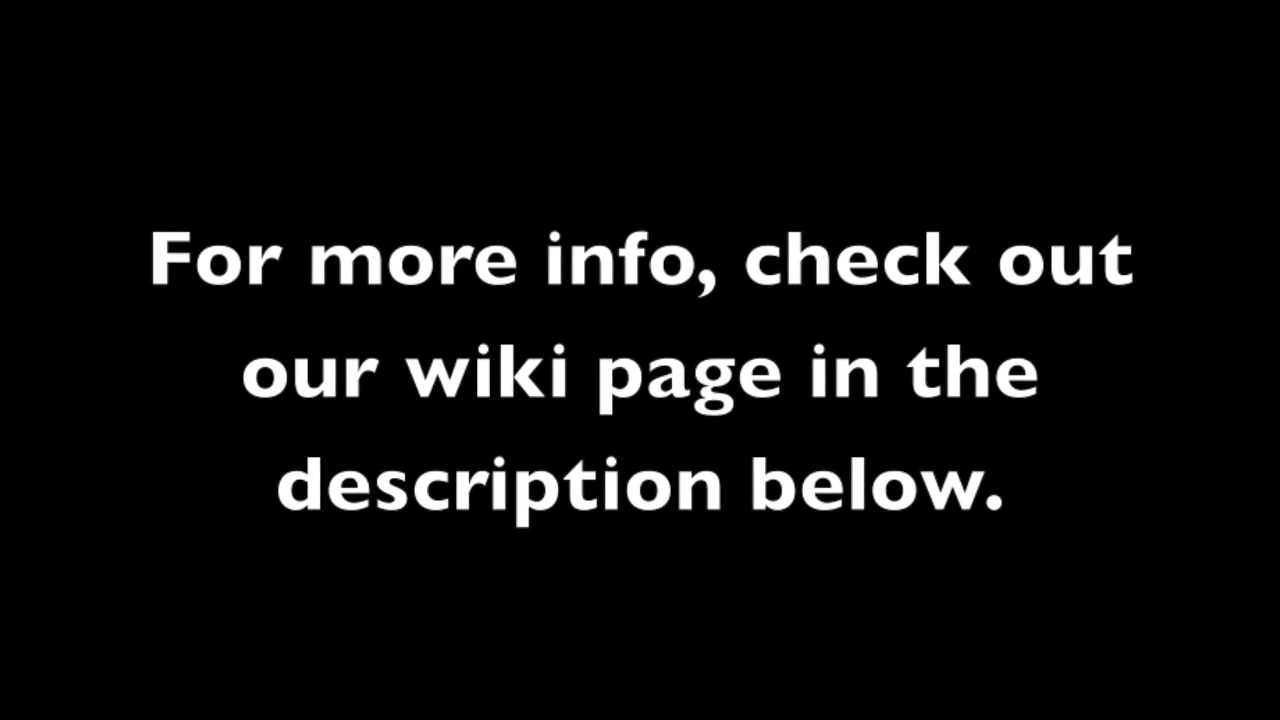 For more info, check out
our wiki page in the
description below.